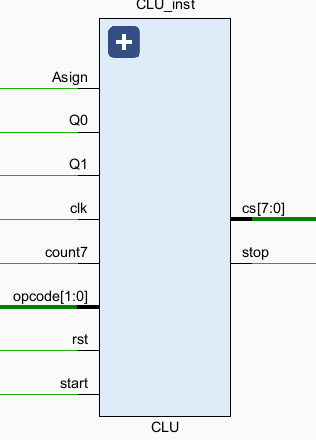 CLU_inst
Asign
Q0
Q1
clk
count7
opcode[1:0]
rst
start
cs[7:0]
stop
CLU